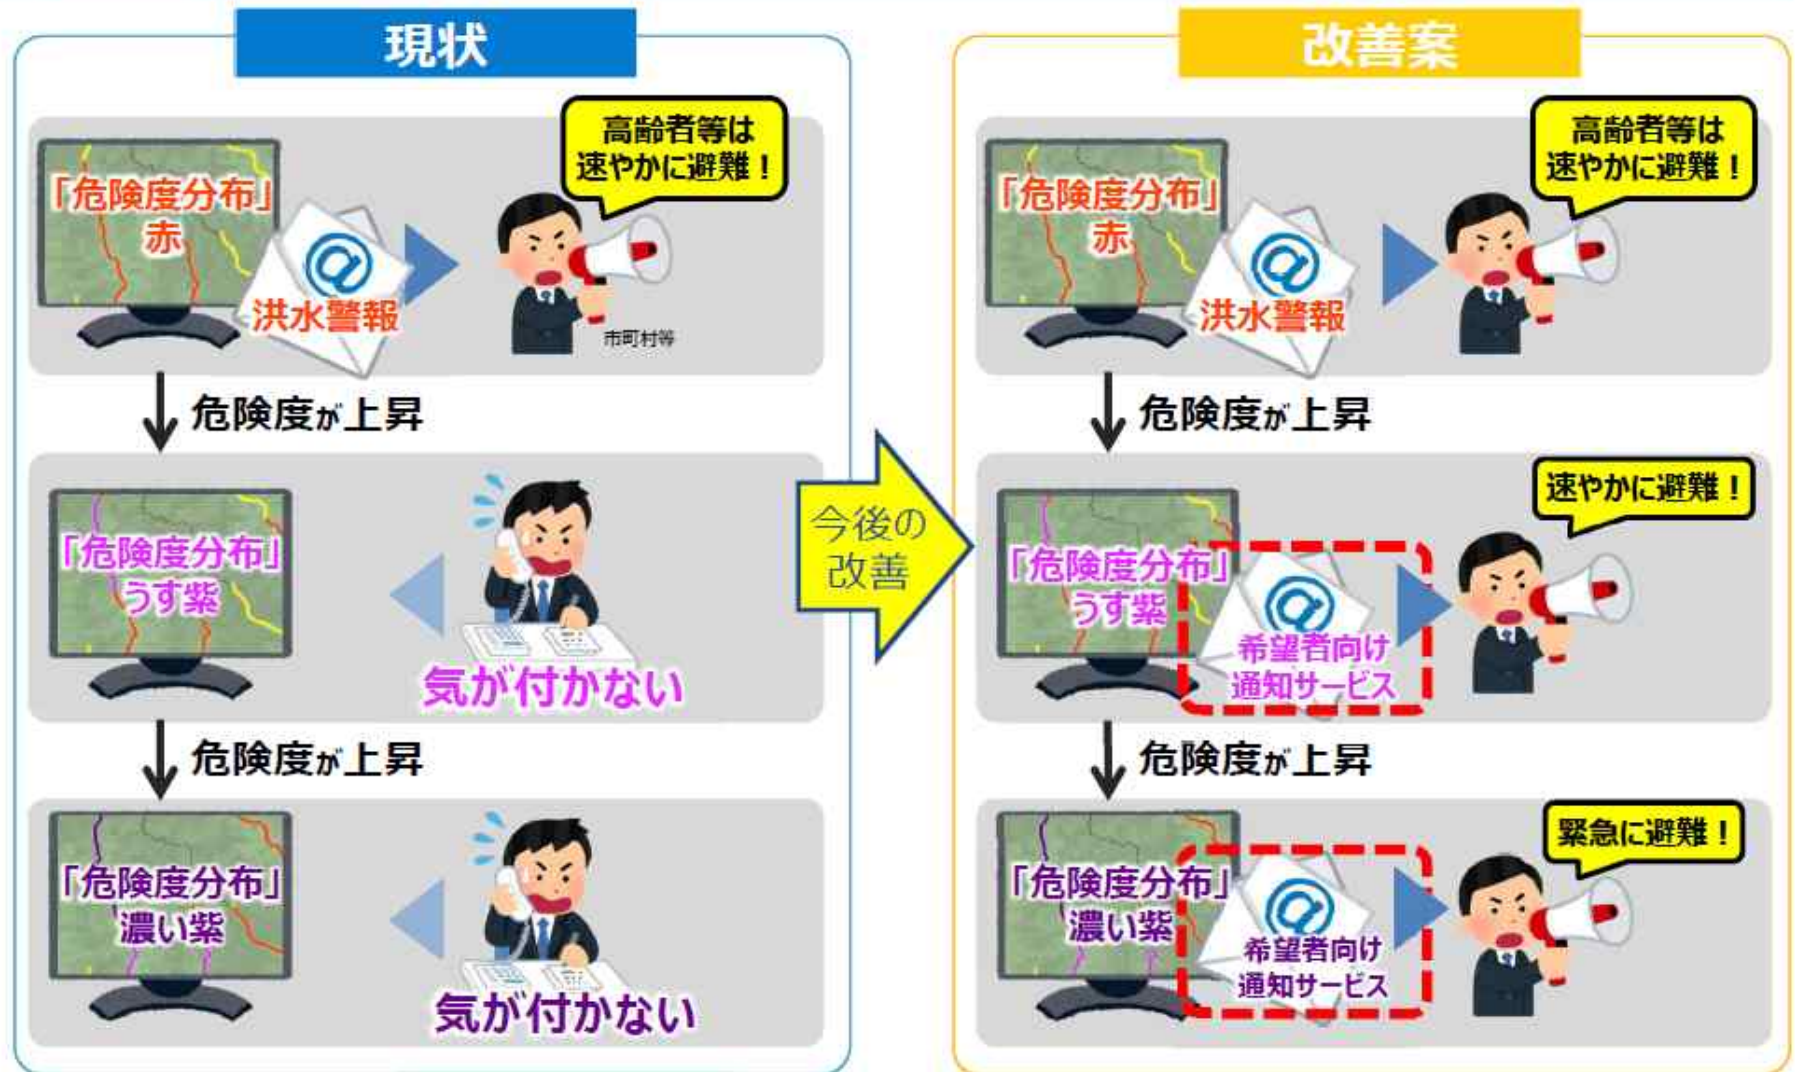 現状
高齢者等は
速やかに避難！
「危険度分布」
赤
@
洪水警報
市町村等
危険度が上昇
「危険度分布」
うす紫
気が付かない
危険度が上昇
「危険度分布」
濃い紫
気が付かない
今後の
改善
改善案
高齢者等は
速やかに避難！
「危険度分布」
赤
@
洪水警報
危険度が上昇
速やかに避難！
「危険度分布」
うす紫
@
希望者向け
通知サービス
危険度が上昇
緊急に避難！
「危険度分布」
濃い紫
@
希望者向け
通知サービス